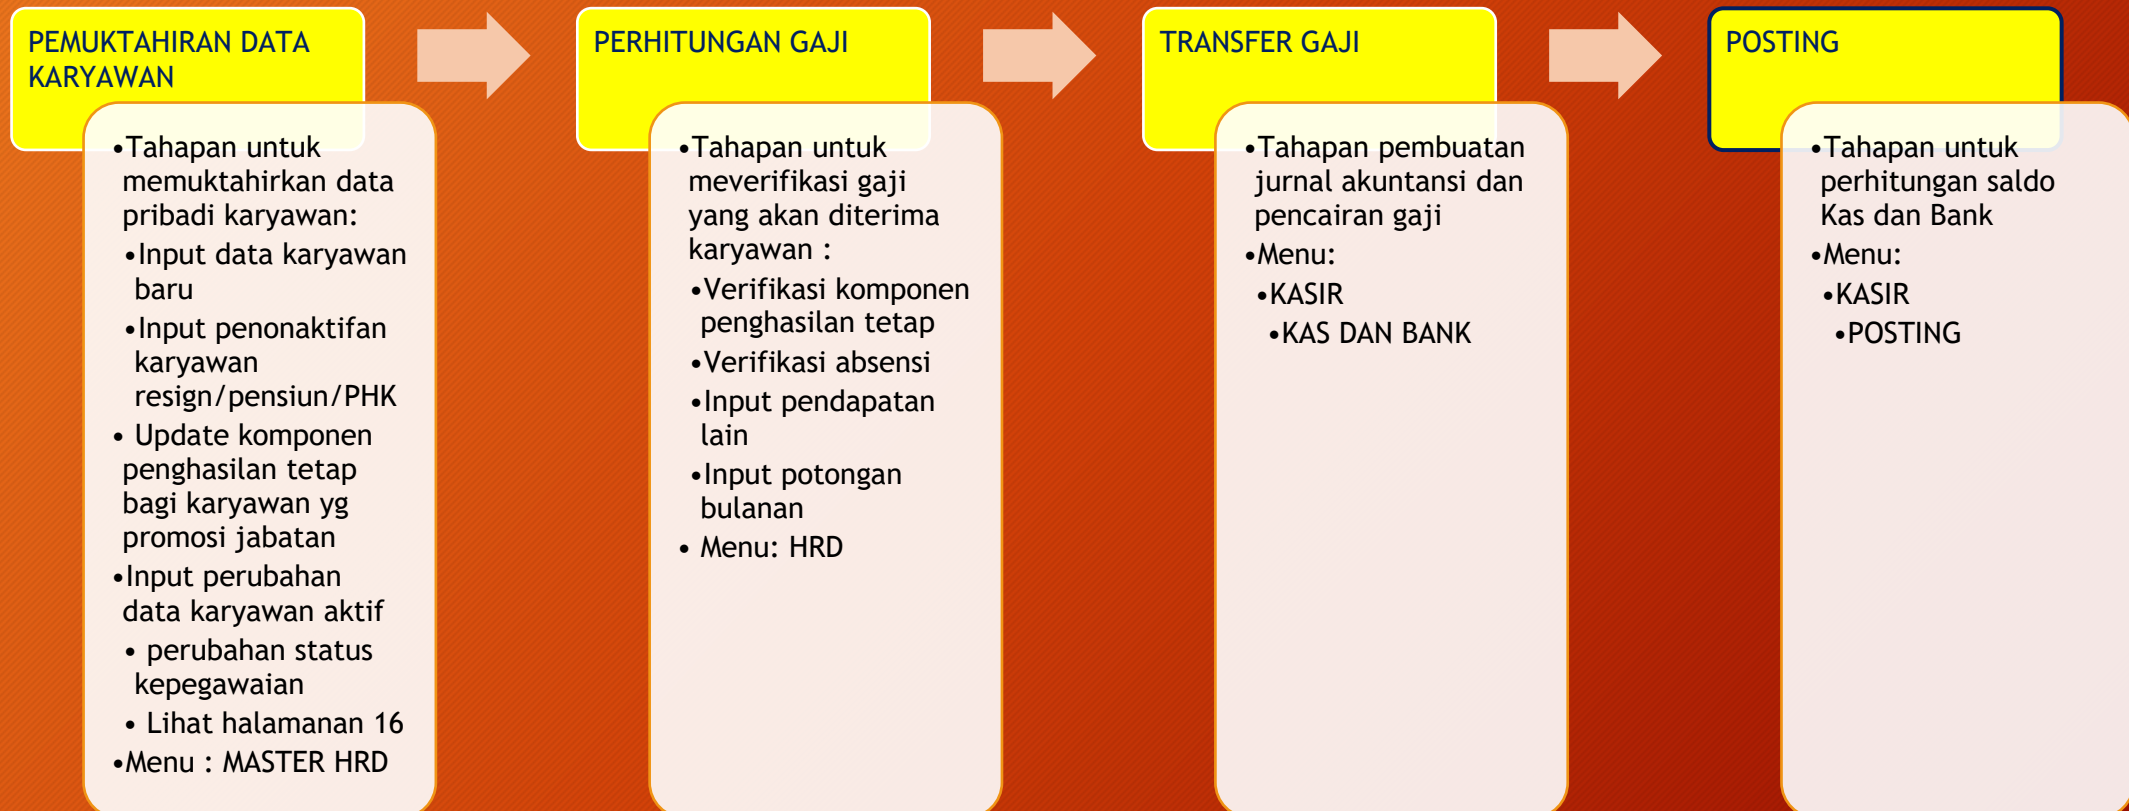 PEMUKTAHIRAN DATA
KARYAWAN
•Tahapan untuk
memuktahirkan data
pribadi karyawan:
•Input data karyawan
baru
•Input penonaktifan
karyawan
resign/pensiun/PHK
• Update komponen
penghasilan tetap
bagi karyawan yg
promosi jabatan
•Input perubahan
data karyawan aktif
• perubahan status
kepegawaian
• Lihat halamanan 16
•Menu : MASTER HRD
PERHITUNGAN GAJI
•Tahapan untuk
meverifikasi gaji
yang akan diterima
karyawan :
•Verifikasi komponen
penghasilan tetap
•Verifikasi absensi
•Input pendapatan
lain
•Input potongan
bulanan
• Menu: HRD
TRANSFER GAJI
•Tahapan pembuatan
jurnal akuntansi dan
pencairan gaji
•Menu:
•KASIR
•KAS DAN BANK
POSTING
•Tahapan untuk
perhitungan saldo
Kas dan Bank
•Menu:
•KASIR
•POSTING